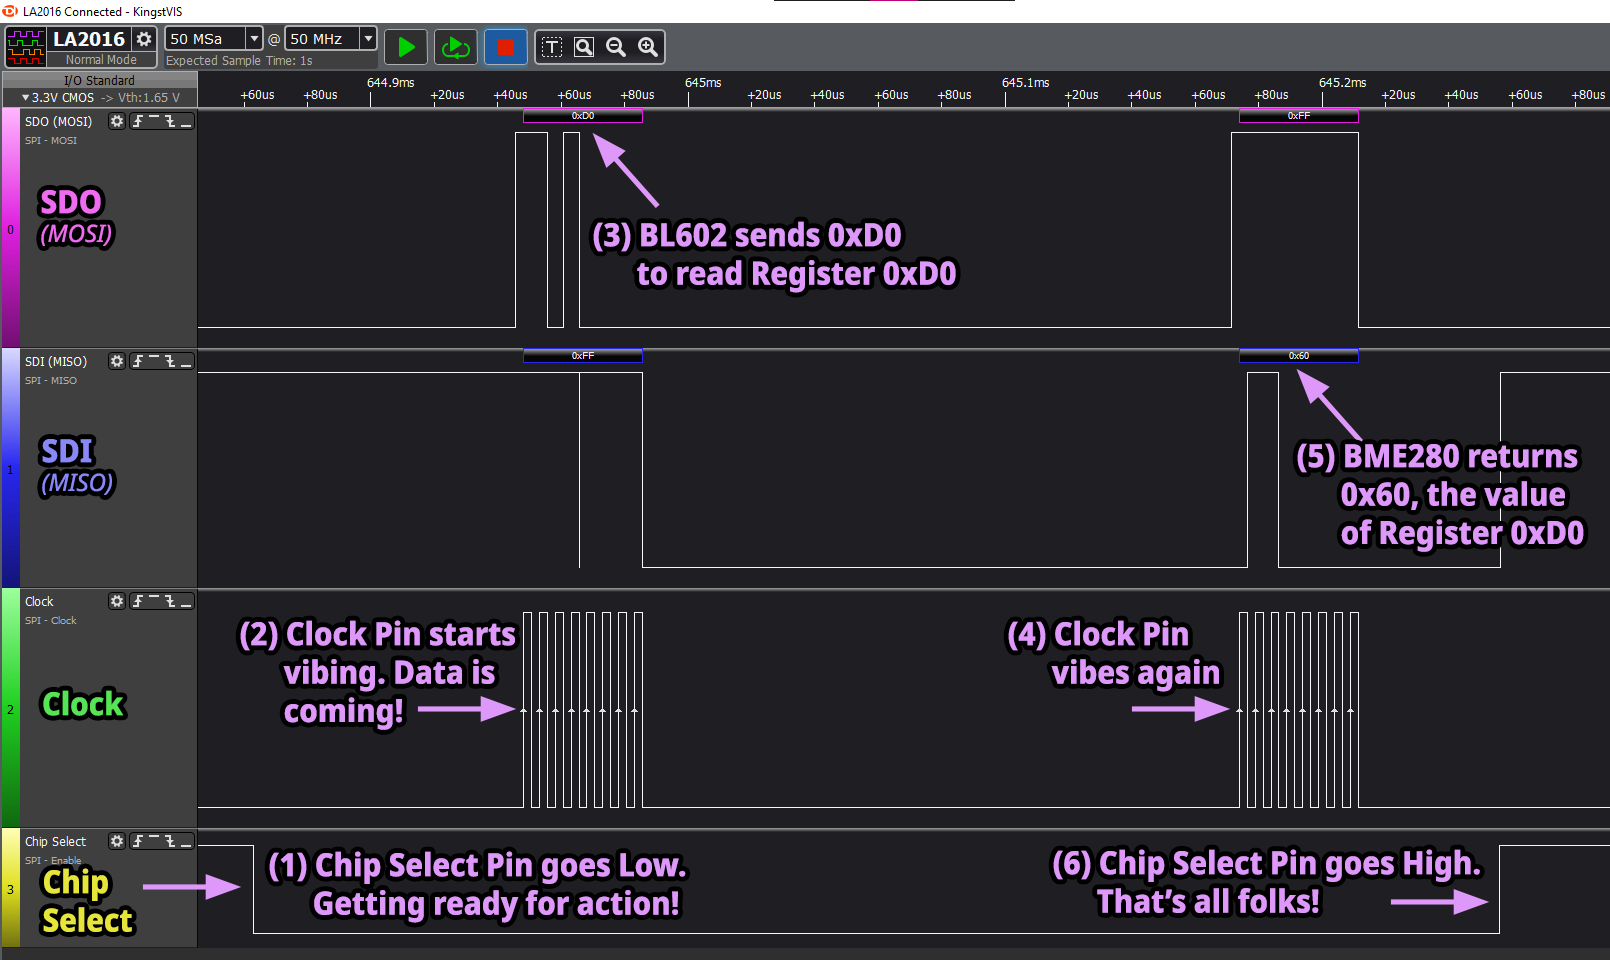 LA2016 Connected - KingstVIS
LA2016
Normal Mode
50 MSa
@
50 MHz
Expected Sample Time: 1s
T
I/O Standard
3.3V CMOS -> Vth:1.65 V
644.9ms
645ms
645.1ms
645.2ms
+60us +80us +20us +40us +60us +80us +20us +40us +60us +80us +20us +40us +60us +80us +20us +40us +60us +80us
SDO (MOSI)
SPI - MOSI
0xD0
0xFF
SDO
(MOSI)
0
(3) BL602 sends 0xD0
to read Register 0xD0
SDI (MISO)
SPI - MISO
0xFF
0x60
SDI
(MISO)
1
(5) BME280 returns
0x60, the value
of Register 0xD0
Clock
SPI - Clock
Clock
2
(2) Clock Pin starts
vibing. Data is
coming!
(4) Clock Pin
vibes again
Chip Select
SPI - Enable
Chip
Select
3
(1) Chip Select Pin goes Low.
Getting ready for action!
(6) Chip Select Pin goes High.
That's all folks!